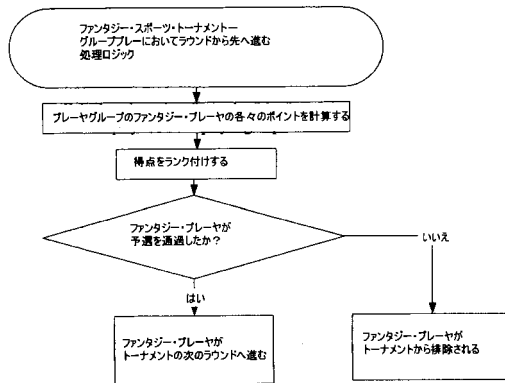 ファンタジー・スポーツ・トーナメントー
グループプレーにおいてラウンドから先へ進む
処理ロジック
プレーヤグループのファンタジー・プレーヤの各々のポイントを計算する
得点をランク付けする
ファンタジー・プレーヤが
予選を通過したか？
いいえ
はい
ファンタジー・プレーヤが
トーナメントの次のラウンドへ進む
ファンタジー・プレーヤが
トーナメントから排除される